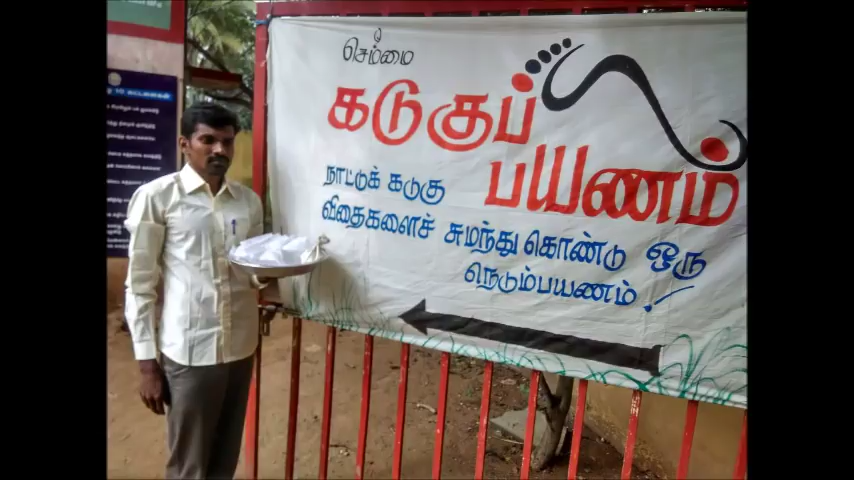 செம்மை
கடுகுப்
பயணம்
நாட்டுக் கடுகு
விதைகளைச் சுமந்து கொண்டு ஒரு
நெடும்பயணம் !